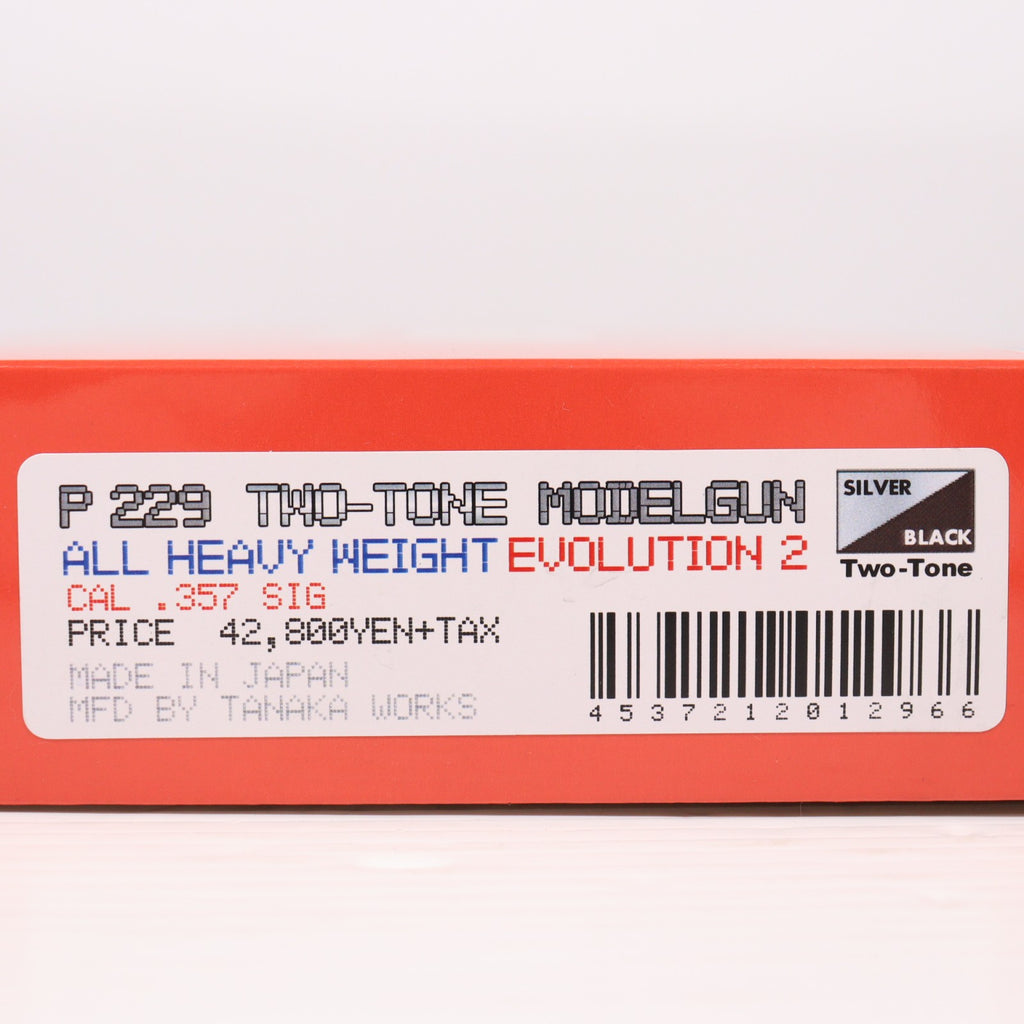 P 229 TWO-TONE MODELGUN
ALL HEAVY WEIGHT EVOLUTION 2
CAL .357 SIG
PRICE 42,800YEN+TAX
MADE IN JAPAN
MFD BY TANAKA WORKS
SILVER
BLACK
Two-Tone
4537212012966